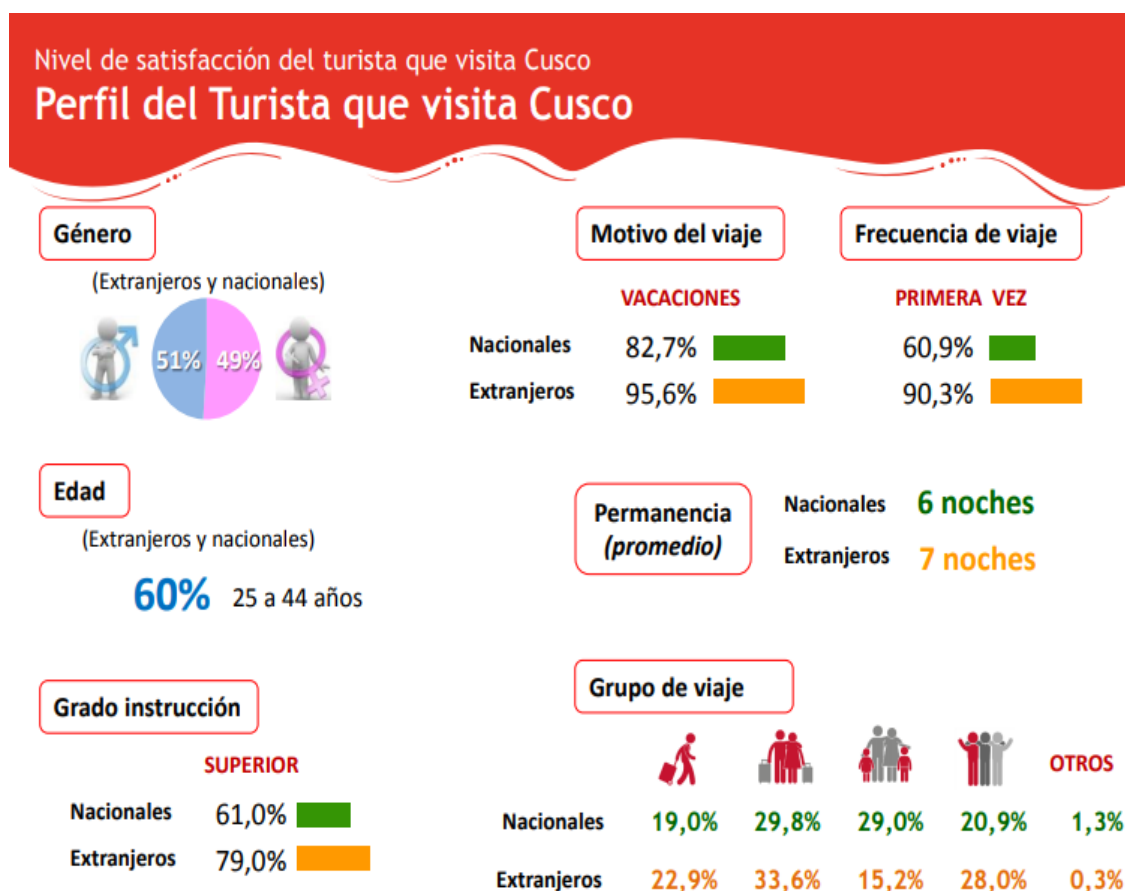 Nivel de satisfacción del turista que visita Cusco
Perfil del Turista que visita Cusco
Género
(Extranjeros y nacionales)
51% 49%
Edad
(Extranjeros y nacionales)
60% 25 a 44 años
Grado instrucción
SUPERIOR
Nacionales 61,0%
Extranjeros 79,0%
Motivo del viaje
Frecuencia de viaje
VACACIONES
PRIMERA VEZ
Nacionales 82,7% 60,9%
Extranjeros 95,6% 90,3%
Permanencia
(promedio)
Nacionales 6 noches
Extranjeros 7 noches
Grupo de viaje
OTROS
Nacionales 19,0% 29,8% 29,0% 20,9% 1,3%
Extranjeros 22,9% 33,6% 15,2% 28,0% 0,3%